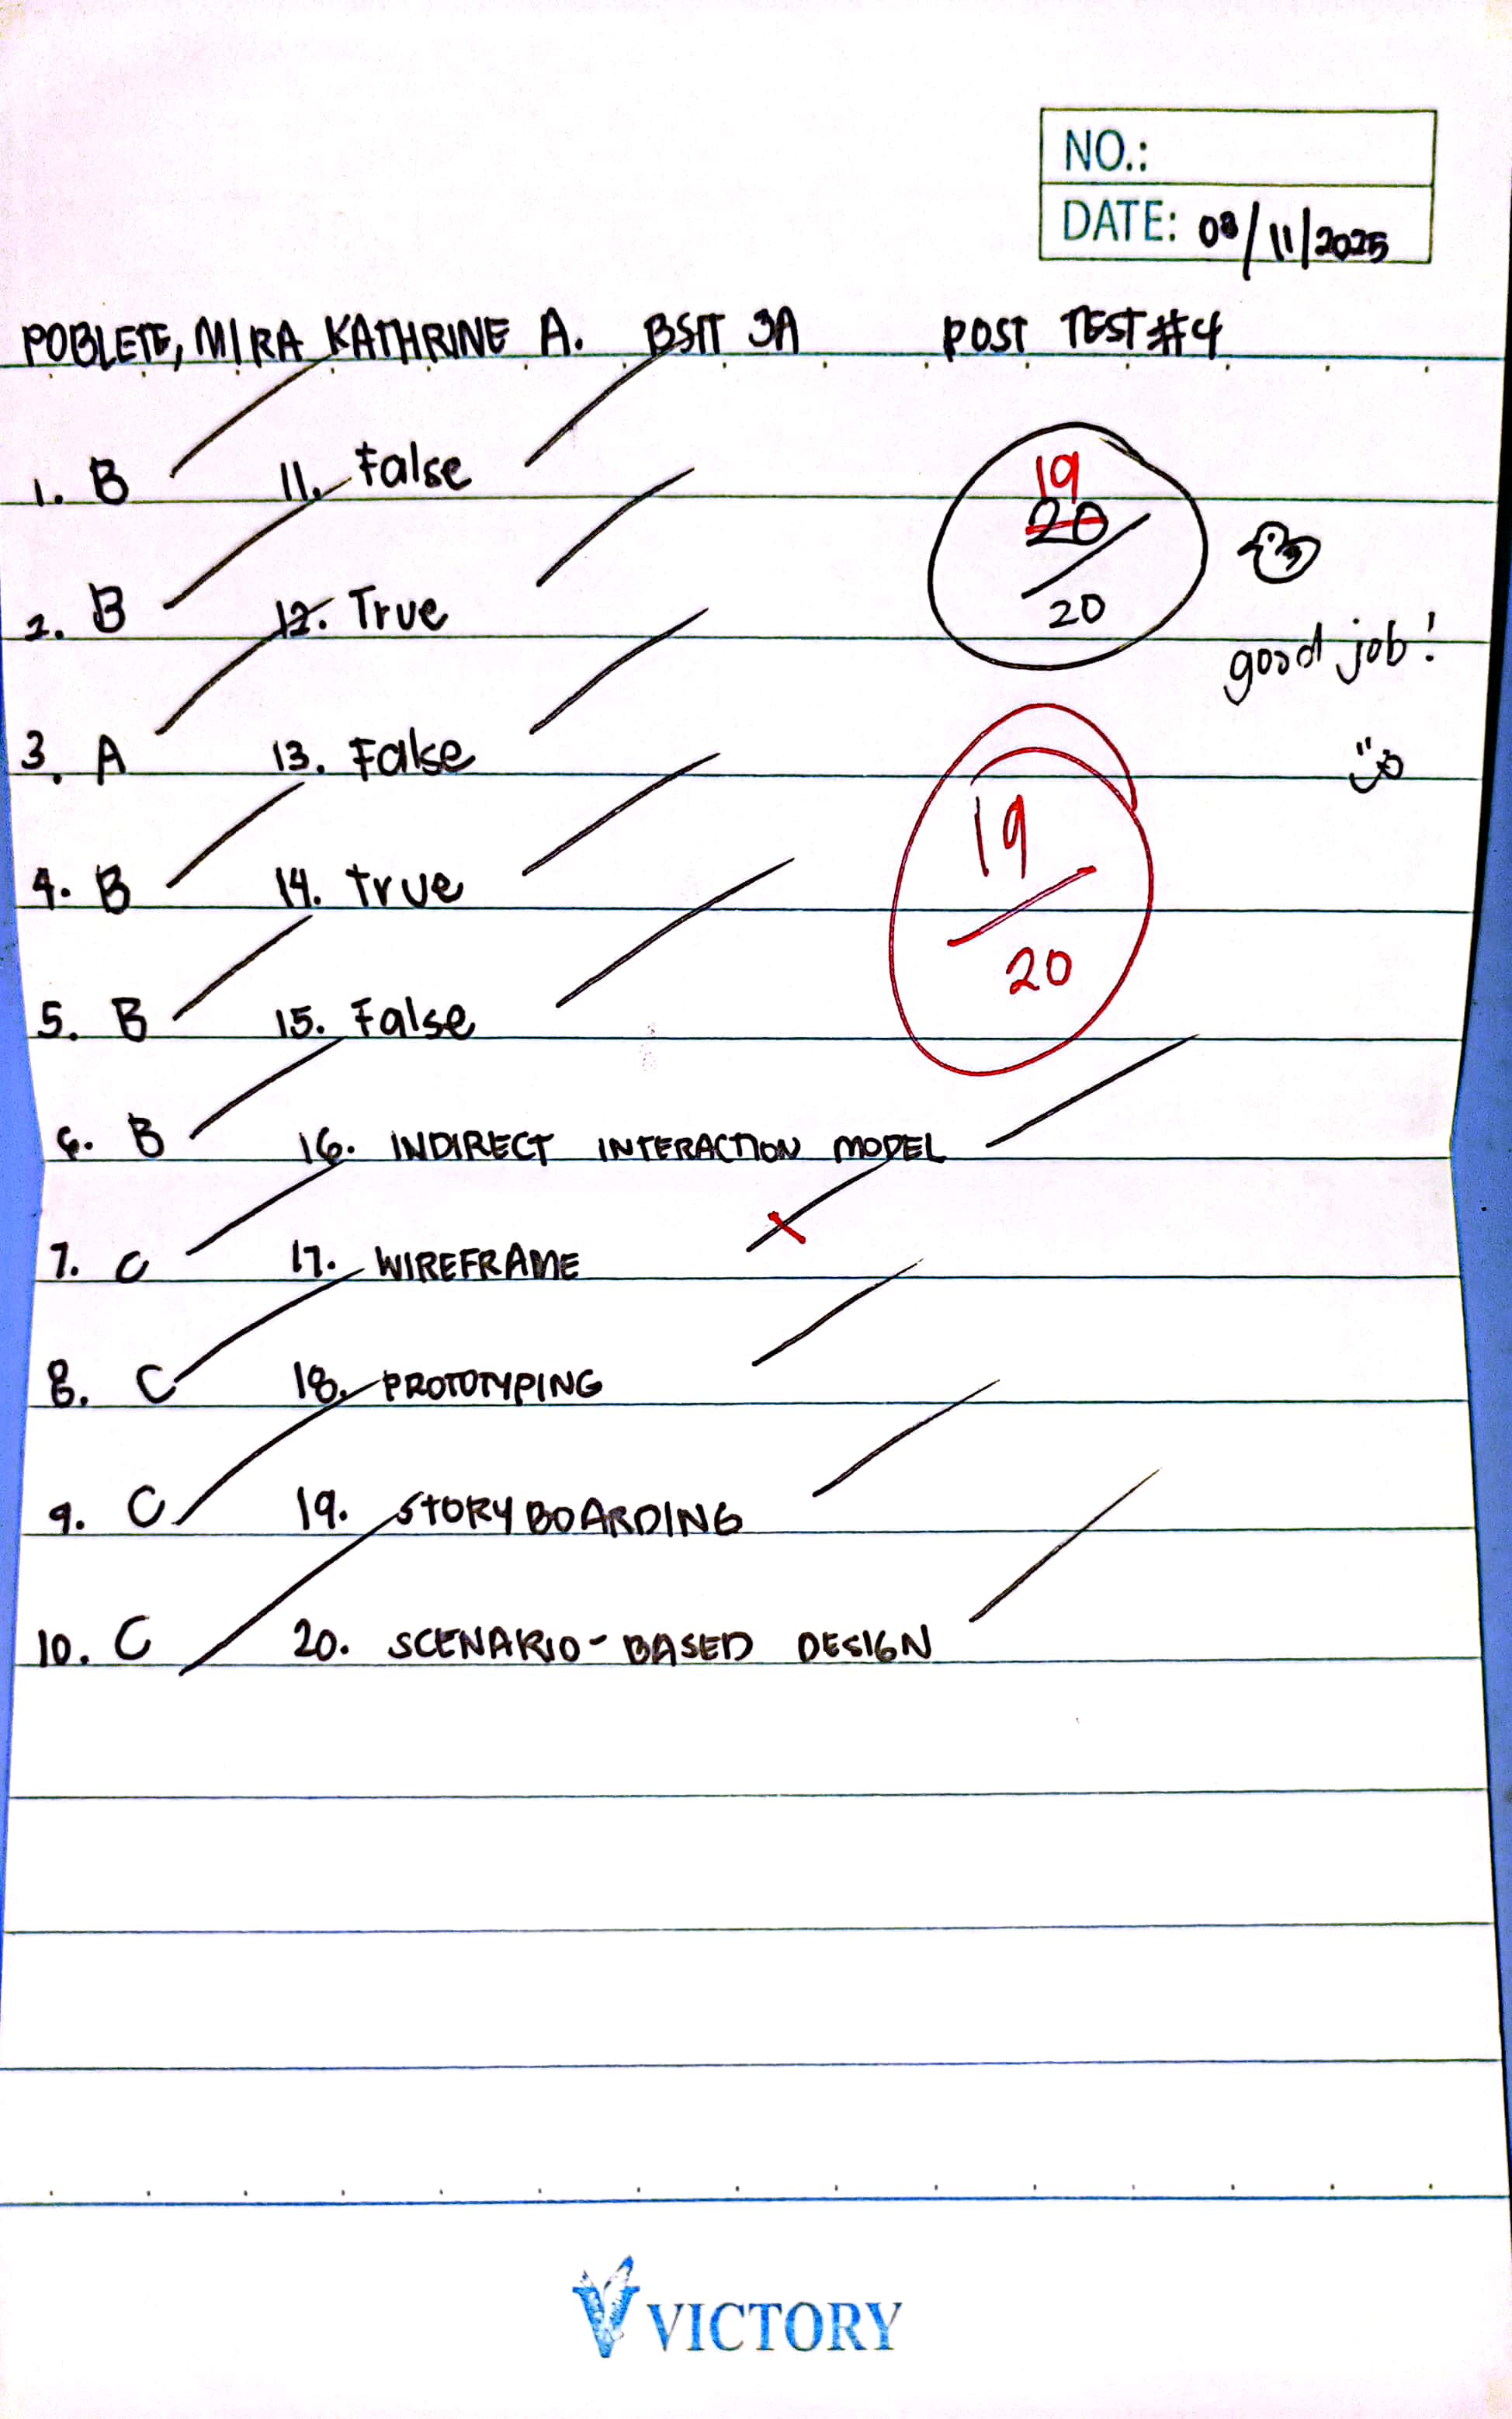 NO.:
DATE: 08/11/2025
POBLETE, MIRA KATHRINE A. BSIT 3A POST TEST #4
1. B 11. False
19
20
20
2. B 12. True
good job!
3. A 13. False
4. B 14. True
19
20
5. B 15. False
6. B 16. INDIRECT INTERACTION MODEL
7. C 17. WIREFRAME
8. C 18. PROTOTYPING
9. C 19. STORYBOARDING
10. C 20. SCENARIO-BASED DESIGN
VICTORY